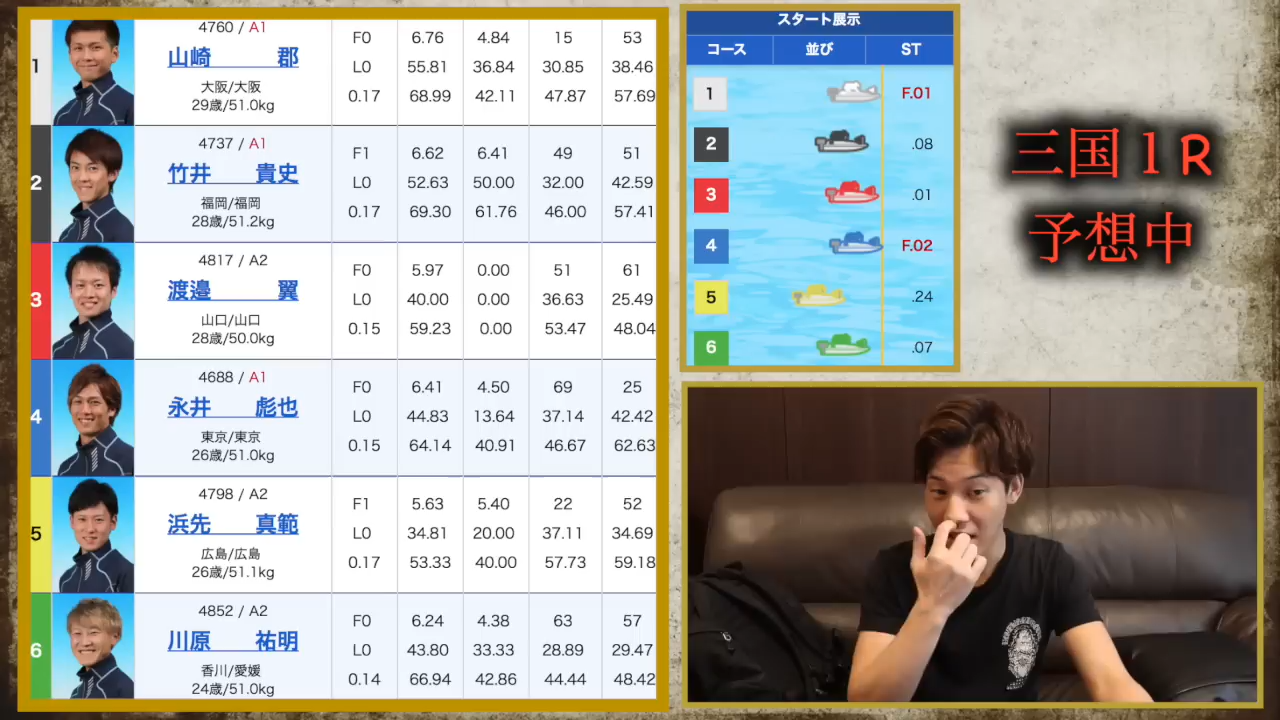 1
4760 / A1
山崎 郡
大阪/大阪
29歳/51.0kg
F0 6.76 4.84 15 53
L0 55.81 36.84 30.85 38.46
0.17 68.99 42.11 47.87 57.69
2
4737 / A1
竹井 貴史
福岡/福岡
28歳/51.2kg
F1 6.62 6.41 49 51
L0 52.63 50.00 32.00 42.59
0.17 69.30 61.76 46.00 57.41
3
4817 / A2
渡邉 翼
山口/山口
28歳/50.0kg
F0 5.97 0.00 51 61
L0 40.00 0.00 36.63 25.49
0.15 59.23 0.00 53.47 48.04
4
4688 / A1
永井 彪也
東京/東京
26歳/51.0kg
F0 6.41 4.50 69 25
L0 44.83 13.64 37.14 42.42
0.15 64.14 40.91 46.67 62.63
5
4798 / A2
浜先 真範
広島/広島
26歳/51.1kg
F1 5.63 5.40 22 52
L0 34.81 20.00 37.11 34.69
0.17 53.33 40.00 57.73 59.18
6
4852 / A2
川原 祐明
香川/愛媛
24歳/51.0kg
F0 6.24 4.38 63 57
L0 43.80 33.33 28.89 29.47
0.14 66.94 42.86 44.44 48.42
スタート展示
コース 並び ST
1 F.01
2 .08
3 .01
4 F.02
5 .24
6 .07
三国1R
予想中